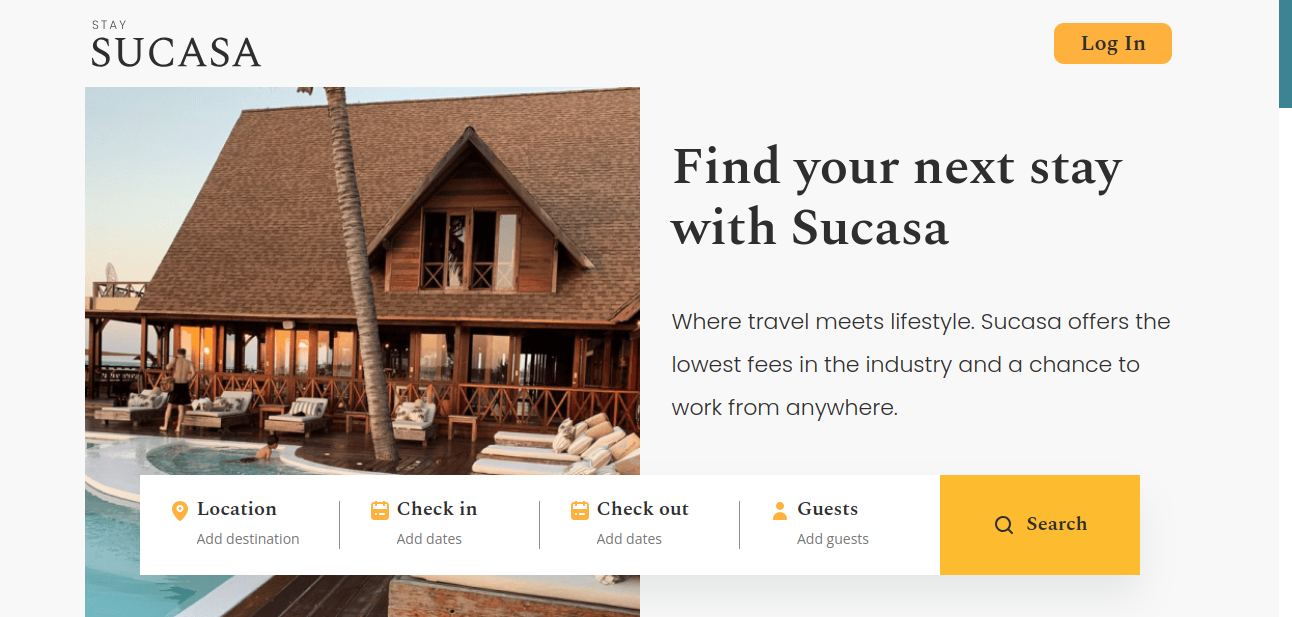 STAY
SUCASA
Log In
Find your next stay
with Sucasa
Where travel meets lifestyle. Sucasa offers the
lowest fees in the industry and a chance to
work from anywhere.
Location
Add destination
Check in
Add dates
Check out
Add dates
Guests
Add guests
Search